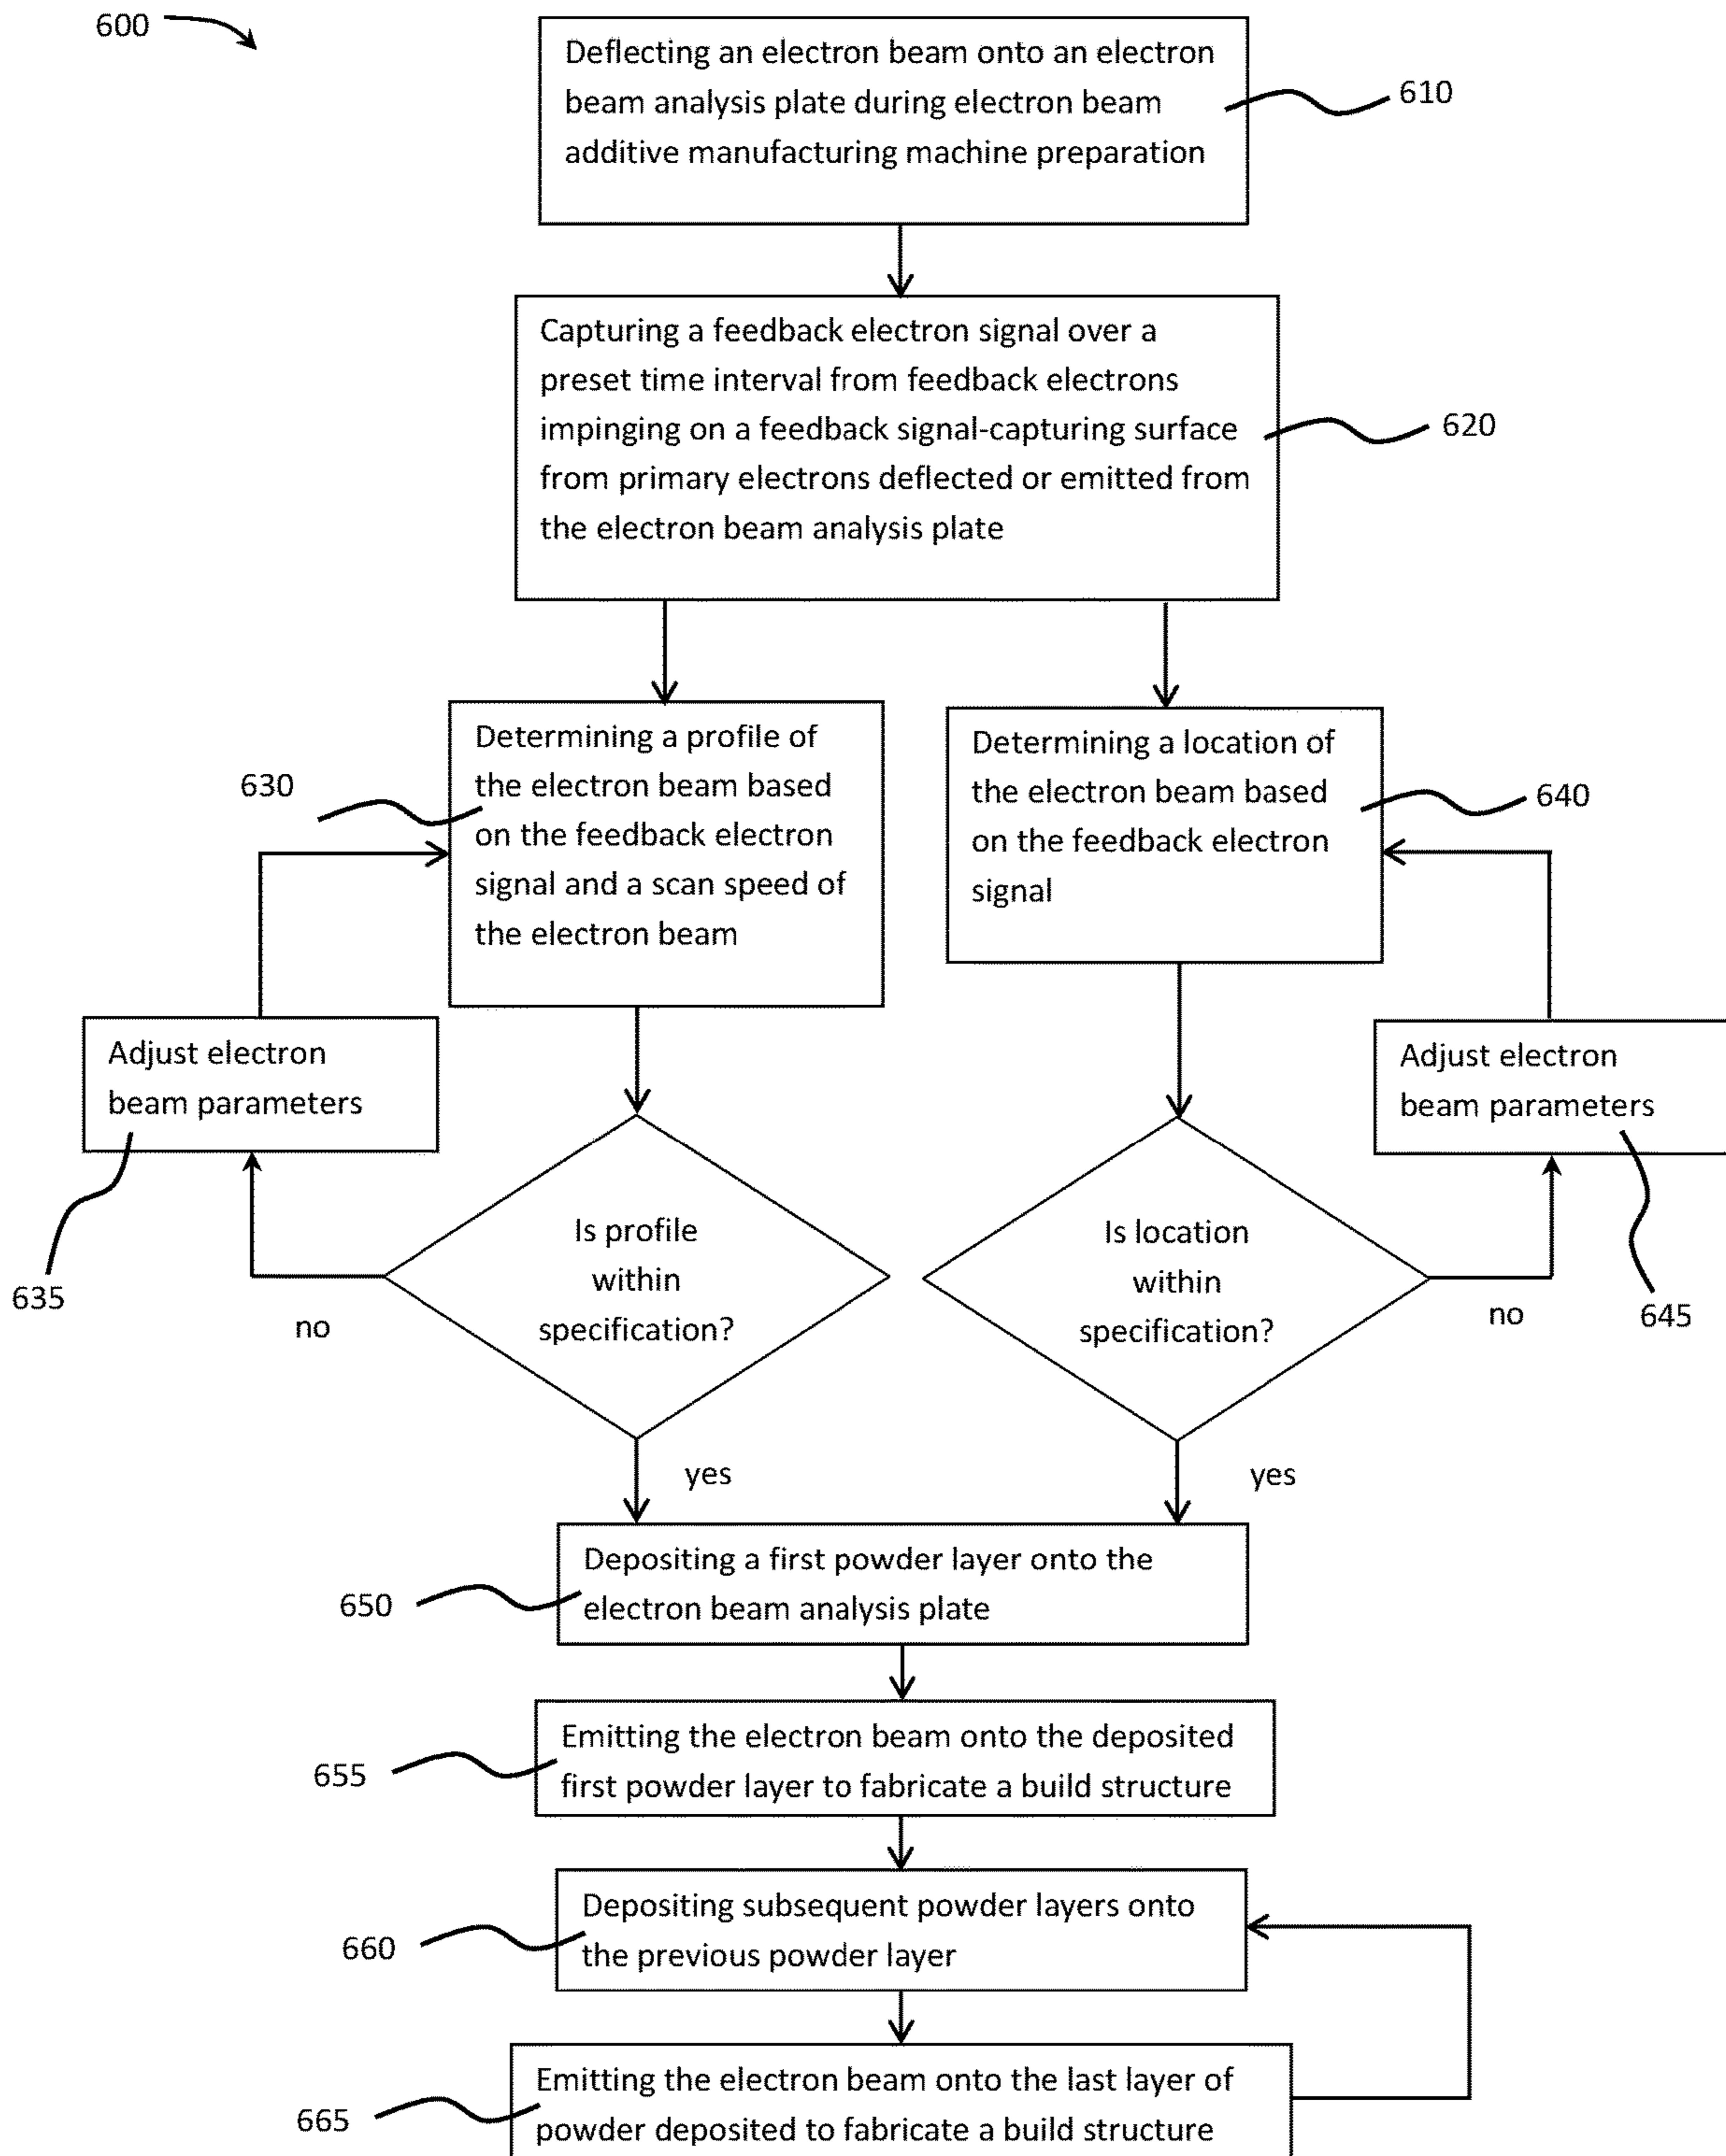 600
Deflecting an electron beam onto an electron
beam analysis plate during electron beam
additive manufacturing machine preparation
610
Capturing a feedback electron signal over a
preset time interval from feedback electrons
impinging on a feedback signal-capturing surface
from primary electrons deflected or emitted from
the electron beam analysis plate
620
Determining a profile of
the electron beam based
on the feedback electron
signal and a scan speed of
the electron beam
630
Determining a location of
the electron beam based
on the feedback electron
signal
640
Adjust electron
beam parameters
635
Adjust electron
beam parameters
645
Is profile
within
specification?
no
Is location
within
specification?
no
yes
yes
Depositing a first powder layer onto the
electron beam analysis plate
650
Emitting the electron beam onto the deposited
first powder layer to fabricate a build structure
655
Depositing subsequent powder layers onto
the previous powder layer
660
Emitting the electron beam onto the last layer of
powder deposited to fabricate a build structure
665